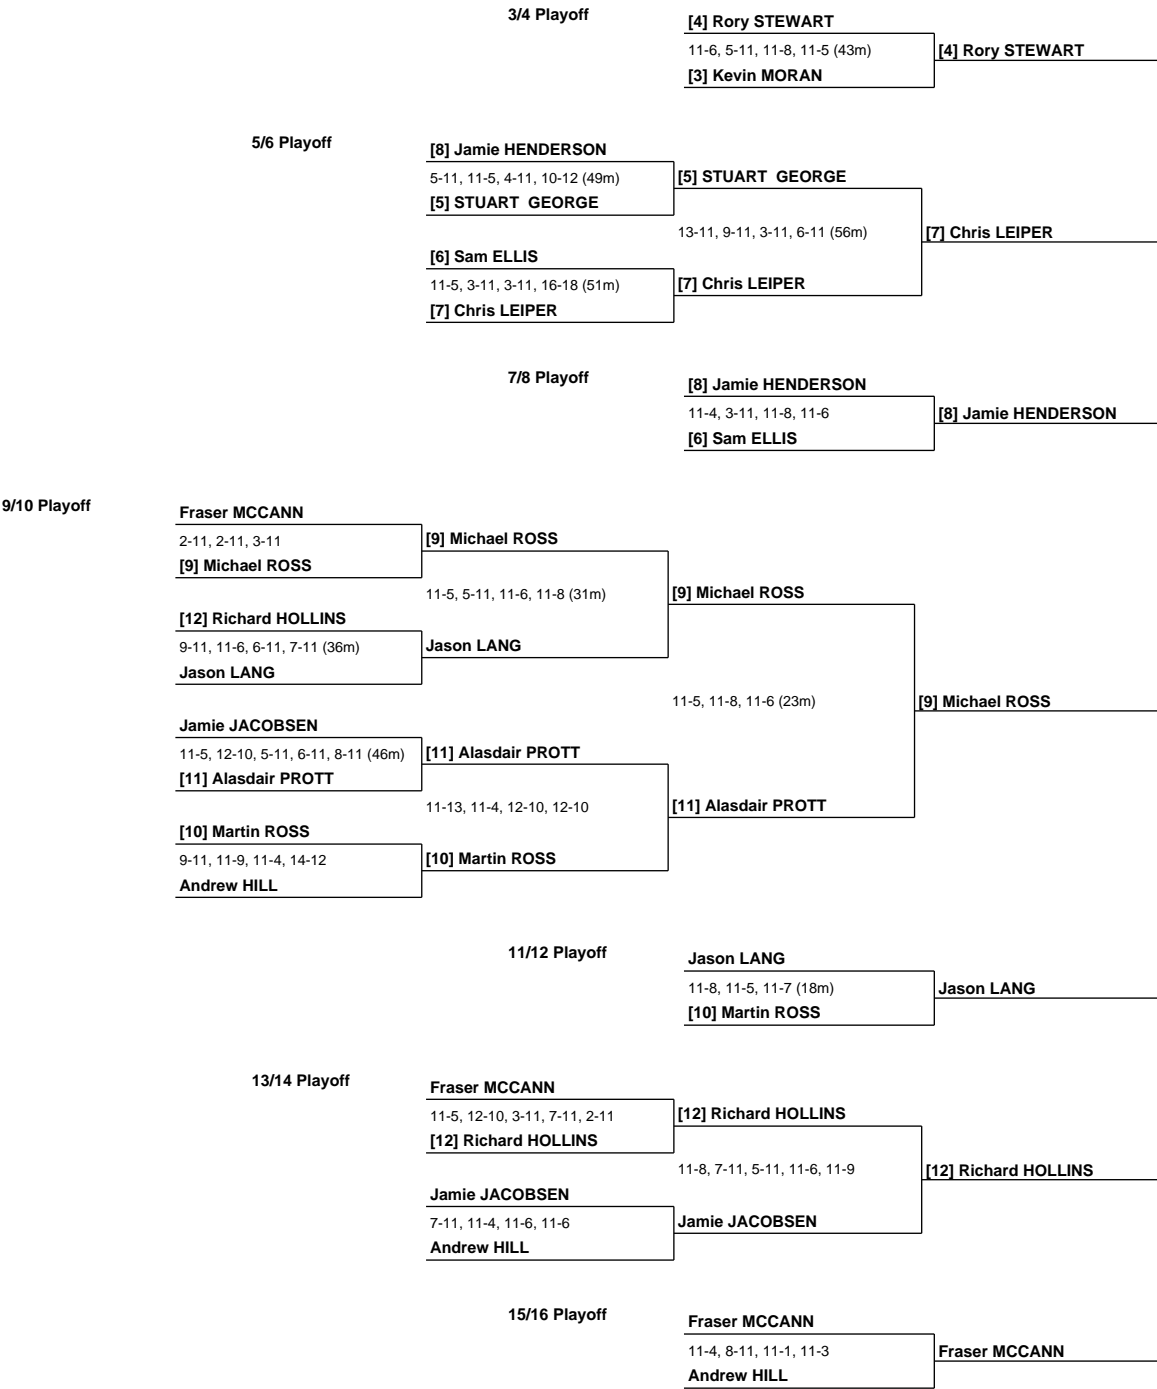 3/4 Playoff
[4] Rory STEWART
11-6, 5-11, 11-8, 11-5 (43m)
[4] Rory STEWART
[3] Kevin MORAN
5/6 Playoff
[8] Jamie HENDERSON
5-11, 11-5, 4-11, 10-12 (49m)
[5] STUART  GEORGE
[5] STUART  GEORGE
13-11, 9-11, 3-11, 6-11 (56m)
[7] Chris LEIPER
[6] Sam ELLIS
11-5, 3-11, 3-11, 16-18 (51m)
[7] Chris LEIPER
[7] Chris LEIPER
7/8 Playoff
[8] Jamie HENDERSON
11-4, 3-11, 11-8, 11-6
[8] Jamie HENDERSON
[6] Sam ELLIS
9/10 Playoff
Fraser MCCANN
2-11, 2-11, 3-11
[9] Michael ROSS
[9] Michael ROSS
11-5, 5-11, 11-6, 11-8 (31m)
[9] Michael ROSS
[12] Richard HOLLINS
9-11, 11-6, 6-11, 7-11 (36m)
Jason LANG
Jason LANG
11-5, 11-8, 11-6 (23m)
[9] Michael ROSS
Jamie JACOBSEN
11-5, 12-10, 5-11, 6-11, 8-11 (46m)
[11] Alasdair PROTT
[11] Alasdair PROTT
11-13, 11-4, 12-10, 12-10
[11] Alasdair PROTT
[10] Martin ROSS
9-11, 11-9, 11-4, 14-12
[10] Martin ROSS
Andrew HILL
11/12 Playoff
Jason LANG
11-8, 11-5, 11-7 (18m)
Jason LANG
[10] Martin ROSS
13/14 Playoff
Fraser MCCANN
11-5, 12-10, 3-11, 7-11, 2-11
[12] Richard HOLLINS
[12] Richard HOLLINS
11-8, 7-11, 5-11, 11-6, 11-9
[12] Richard HOLLINS
Jamie JACOBSEN
7-11, 11-4, 11-6, 11-6
Jamie JACOBSEN
Andrew HILL
15/16 Playoff
Fraser MCCANN
11-4, 8-11, 11-1, 11-3
Fraser MCCANN
Andrew HILL